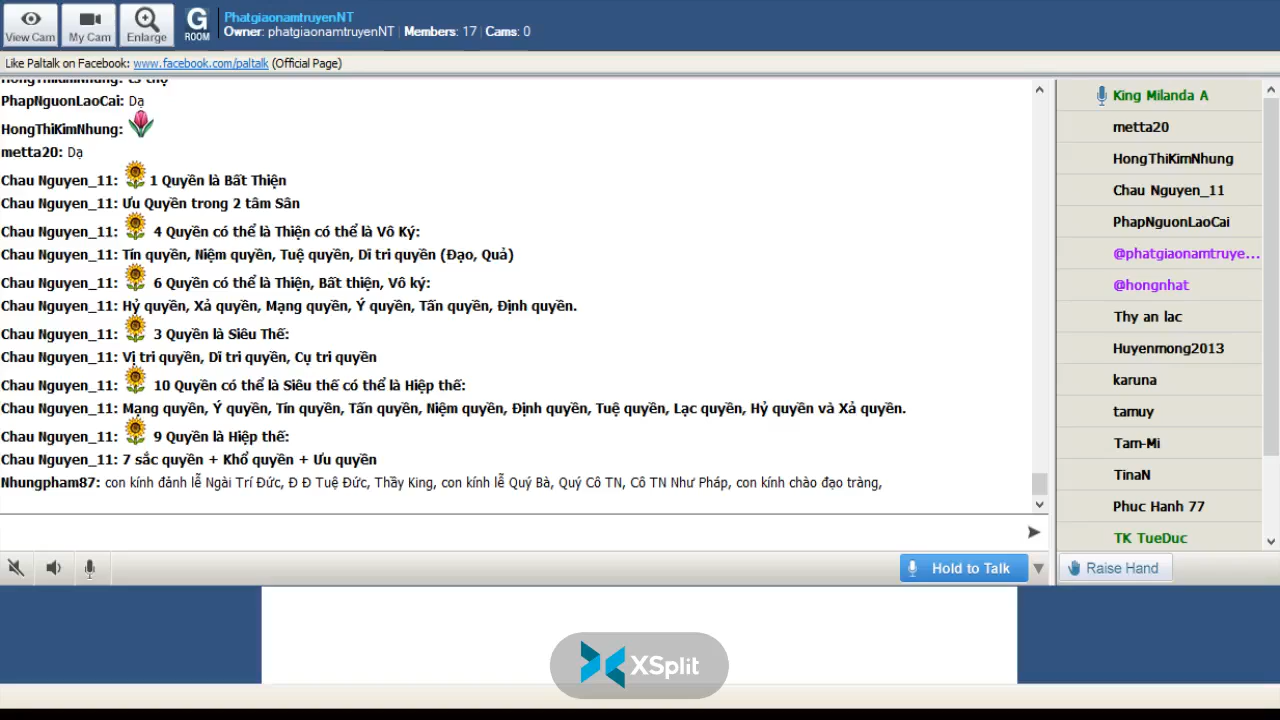 PhatgiaonamtruyenNT
Owner: phatgiaonamtruyenNT | Members: 17 | Cams: 0
View Cam
My Cam
Enlarge
G
ROOM
Like Paltalk on Facebook: www.facebook.com/paltalk (Official Page)
PhapNguonLaoCai: Dạ
HongThiKimNhung:
metta20: Dạ
Chau Nguyen_11: 1 Quyền là Bất Thiện
Chau Nguyen_11: Ưu Quyền trong 2 tâm Sân
Chau Nguyen_11: 4 Quyền có thể là Thiện có thể là Vô Ký:
Chau Nguyen_11: Tín quyền, Niệm quyền, Tuệ quyền, Dĩ tri quyền (Đạo, Quả)
Chau Nguyen_11: 6 Quyền có thể là Thiện, Bất thiện, Vô ký:
Chau Nguyen_11: Hỷ quyền, Xả quyền, Mạng quyền, Ý quyền, Tấn quyền, Định quyền.
Chau Nguyen_11: 3 Quyền là Siêu Thế:
Chau Nguyen_11: Vị tri quyền, Dĩ tri quyền, Cụ tri quyền
Chau Nguyen_11: 10 Quyền có thể là Siêu thế có thể là Hiệp thế:
Chau Nguyen_11: Mạng quyền, Ý quyền, Tín quyền, Tấn quyền, Niệm quyền, Định quyền, Tuệ quyền, Lạc quyền, Hỷ quyền và Xả quyền.
Chau Nguyen_11: 9 Quyền là Hiệp thế:
Chau Nguyen_11: 7 sắc quyền + Khổ quyền + Ưu quyền
Nhungpham87: con kính đảnh lễ Ngài Trí Đức, Đ Đ Tuệ Đức, Thầy King, con kính lễ Quý Bà, Quý Cô TN, Cô TN Như Pháp, con kính chào đạo tràng,
King Milanda A
metta20
HongThiKimNhung
Chau Nguyen_11
PhapNguonLaoCai
@phatgiaonamtruye...
@hongnhat
Thy an lac
Huyenmong2013
karuna
tamuy
Tam-Mi
TinaN
Phuc Hanh 77
TK TueDuc
Hold to Talk
Raise Hand
XSplit